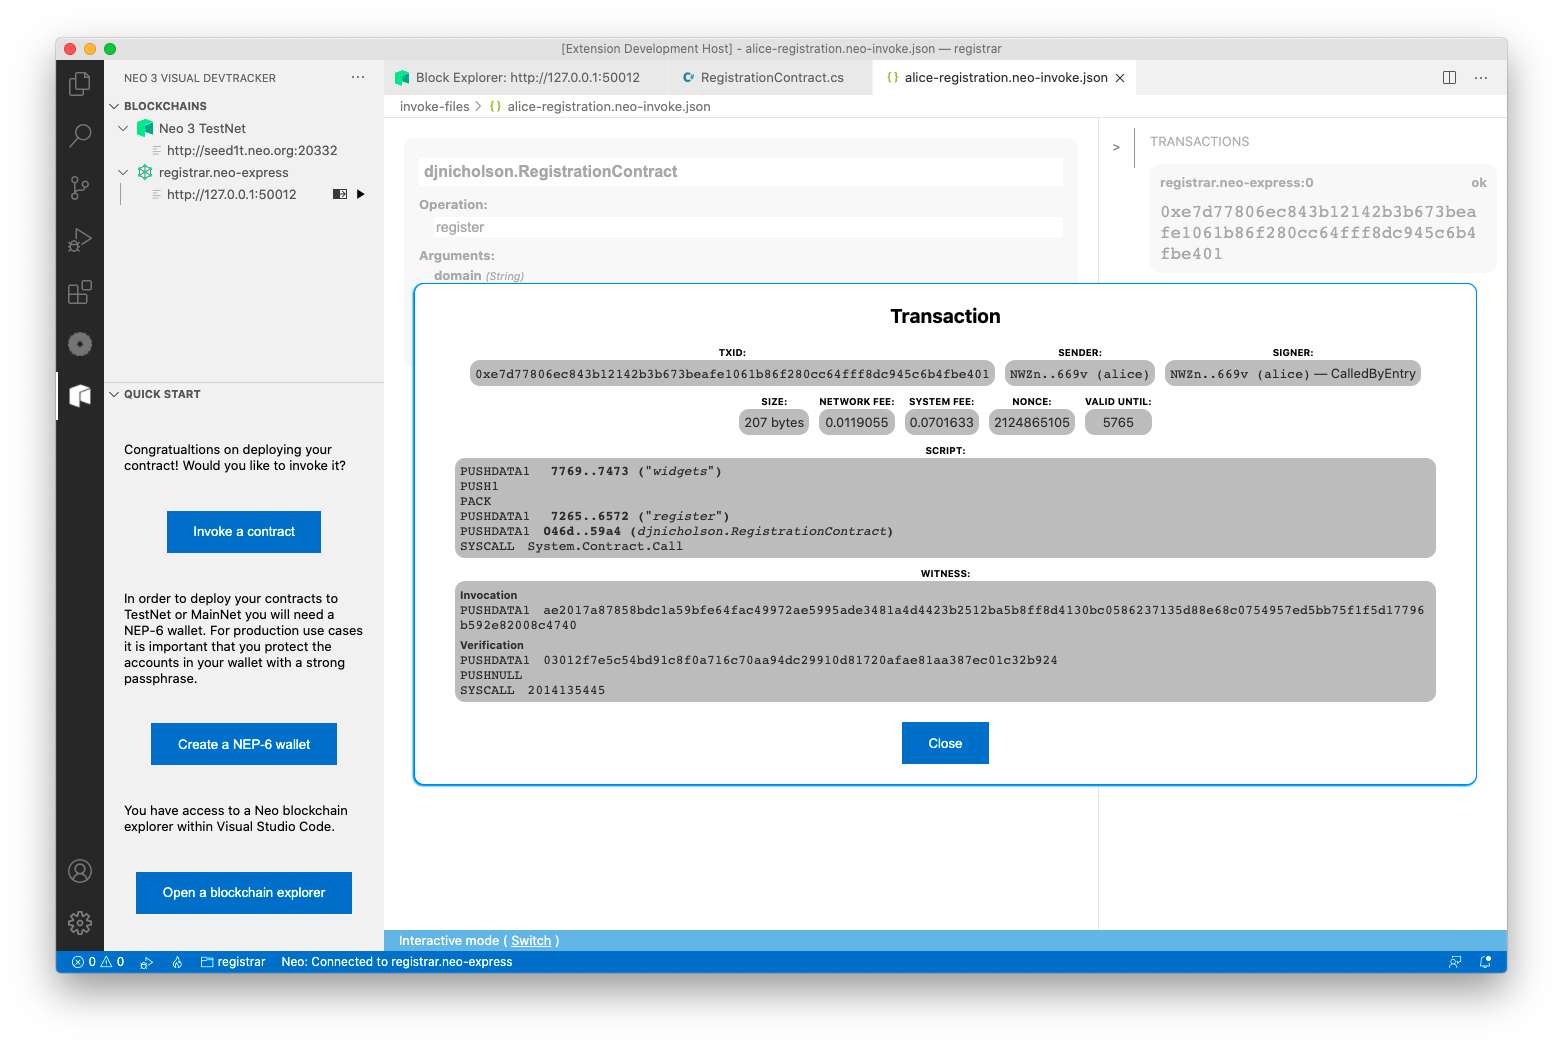 [Extension Development Host] - alice-registration.neo-invoke.json — registrar
NEO 3 VISUAL DEVTRACKER
BLOCKCHAINS
Neo 3 TestNet
http://seed1t.neo.org:20332
registrar.neo-express
http://127.0.0.1:50012
QUICK START
Congratualtions on deploying your
contract! Would you like to invoke it?
Invoke a contract
In order to deploy your contracts to
TestNet or MainNet you will need a
NEP-6 wallet. For production use cases
it is important that you protect the
accounts in your wallet with a strong
passphrase.
Create a NEP-6 wallet
You have access to a Neo blockchain
explorer within Visual Studio Code.
Open a blockchain explorer
Block Explorer: http://127.0.0.1:50012
RegistrationContract.cs
alice-registration.neo-invoke.json
invoke-files > {} alice-registration.neo-invoke.json
djnicholson.RegistrationContract
Operation:
register
Arguments:
domain (String)
TRANSACTIONS
registrar.neo-express:0 ok
0xe7d77806ec843b12142b3b673bea
fe1061b86f280cc64fff8dc945c6b4
fbe401
Transaction
TXID: SENDER: SIGNER:
0xe7d77806ec843b12142b3b673beafe1061b86f280cc64fff8dc945c6b4fbe401 NWZn..669v (alice) NWZn..669v (alice) — CalledByEntry
SIZE: NETWORK FEE: SYSTEM FEE: NONCE: VALID UNTIL:
207 bytes 0.0119055 0.0701633 2124865105 5765
SCRIPT:
PUSHDATA1 7769..7473 ("widgets")
PUSH1
PACK
PUSHDATA1 7265..6572 ("register")
PUSHDATA1 046d..59a4 (djnicholson.RegistrationContract)
SYSCALL System.Contract.Call
WITNESS:
Invocation
PUSHDATA1 ae2017a87858bdc1a59bfe64fac49972ae5995ade3481a4d4423b2512ba5b8ff8d4130bc0586237135d88e68c0754957ed5bb75f1f5d17796
b592e82008c4740
Verification
PUSHDATA1 03012f7e5c54bd91c8f0a716c70aa94dc29910d81720afae81aa387ec01c32b924
PUSHNULL
SYSCALL 2014135445
Close
Interactive mode ( Switch )
0 0 registrar Neo: Connected to registrar.neo-express